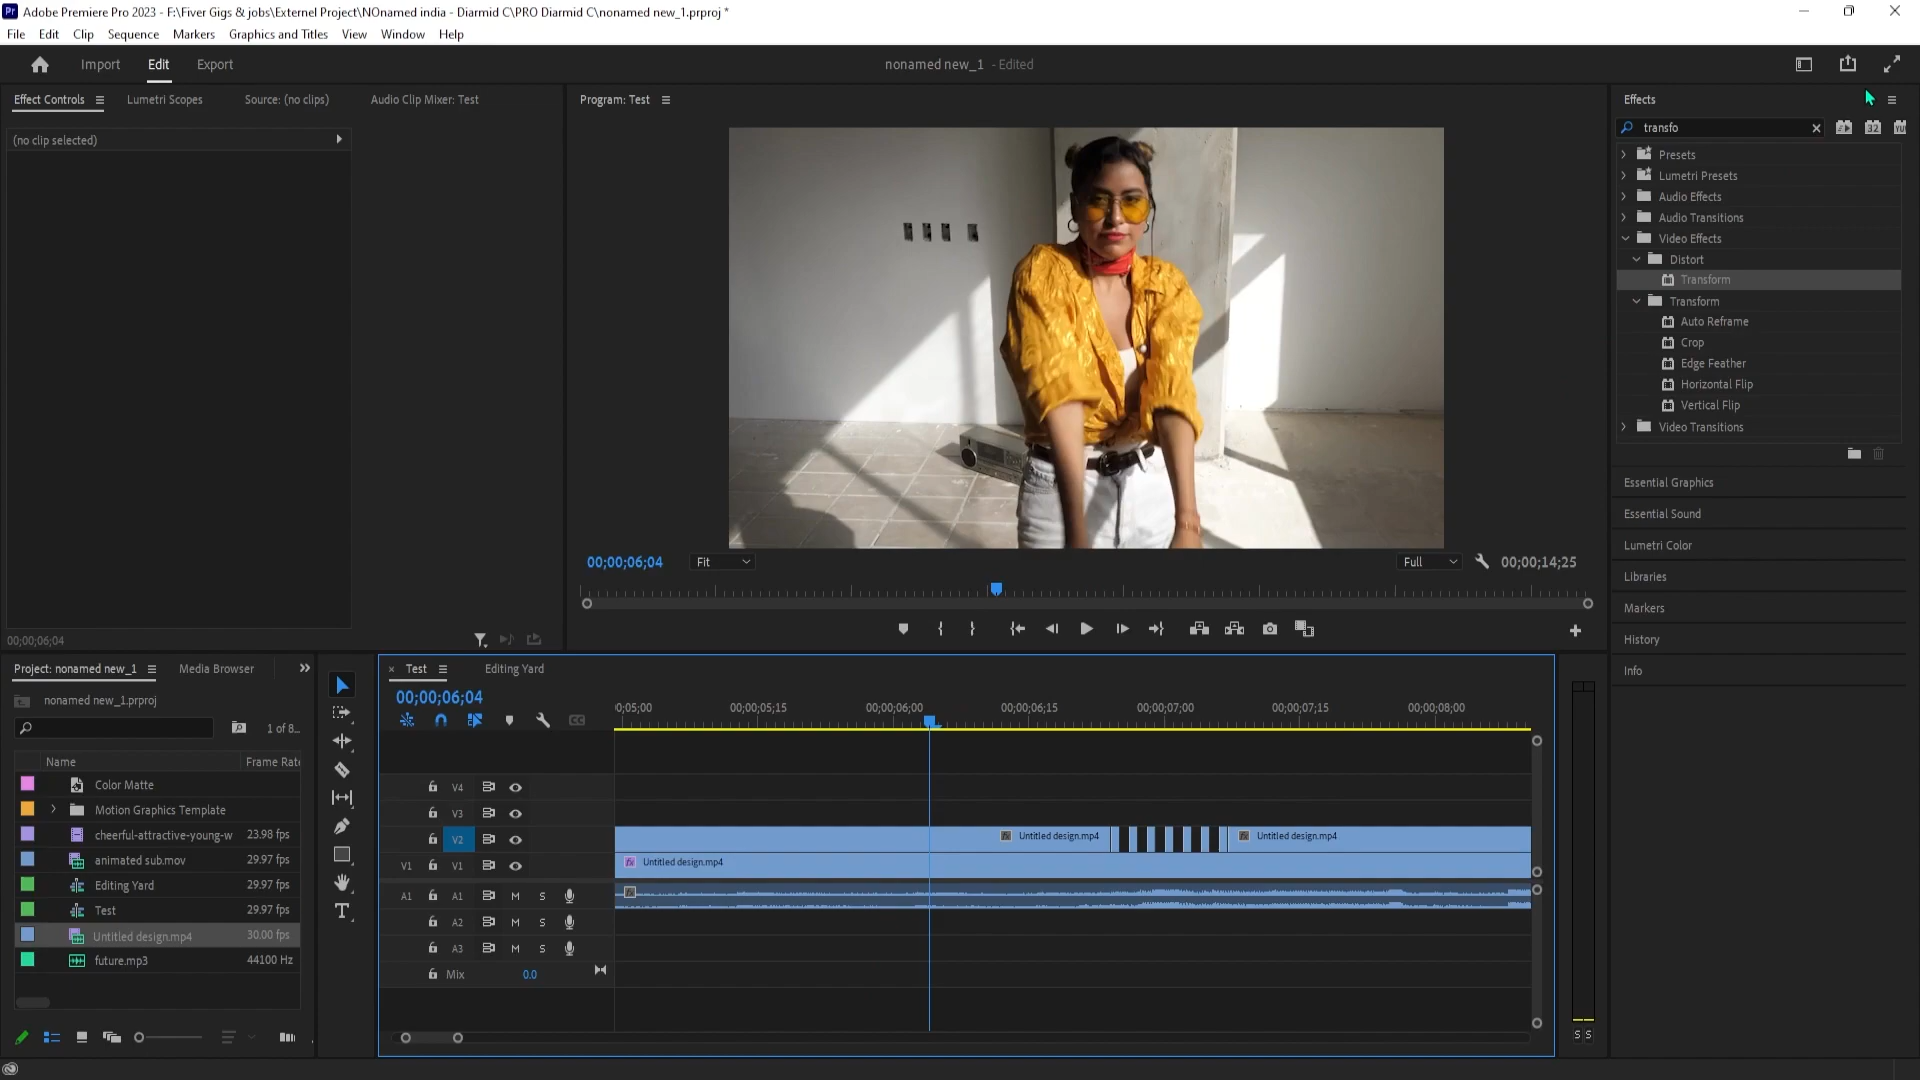 Pr Adobe Premiere Pro 2023 - F:\Fiver Gigs & jobs\Externel Project\NOnamed india - Diarmid C\PRO Diarmid C\nonamed new_1.prproj *
File Edit Clip Sequence Markers Graphics and Titles View Window Help
Import Edit Export nonamed new_1 - Edited
Effect Controls Lumetri Scopes Source: (no clips) Audio Clip Mixer: Test
(no clip selected)
00;00;06;04
Program: Test
00;00;06;04 Fit Full 00;00;14;25
Effects
transfo
32
Presets
Lumetri Presets
Audio Effects
Audio Transitions
Video Effects
Distort
Transform
Transform
Auto Reframe
Crop
Edge Feather
Horizontal Flip
Vertical Flip
Video Transitions
Essential Graphics
Essential Sound
Lumetri Color
Libraries
Markers
History
Info
Project: nonamed new_1 Media Browser
nonamed new_1.prproj
1 of 8...
Name Frame Rate
Color Matte
Motion Graphics Template
cheerful-attractive-young-w 23.98 fps
animated sub.mov 29.97 fps
Editing Yard 29.97 fps
Test 29.97 fps
Untitled design.mp4 30.00 fps
future.mp3 44100 Hz
Test Editing Yard
00;00;06;04
;00;05;00 00;00;05;15 00;00;06;00 00;00;06;15 00;00;07;00 00;00;07;15 00;00;08;00
V4
V3
V2 fx Untitled design.mp4 fx Untitled design.mp4
V1 V1 fx Untitled design.mp4
A1 A1 M S
A2 M S
A3 M S
Mix 0.0
S S